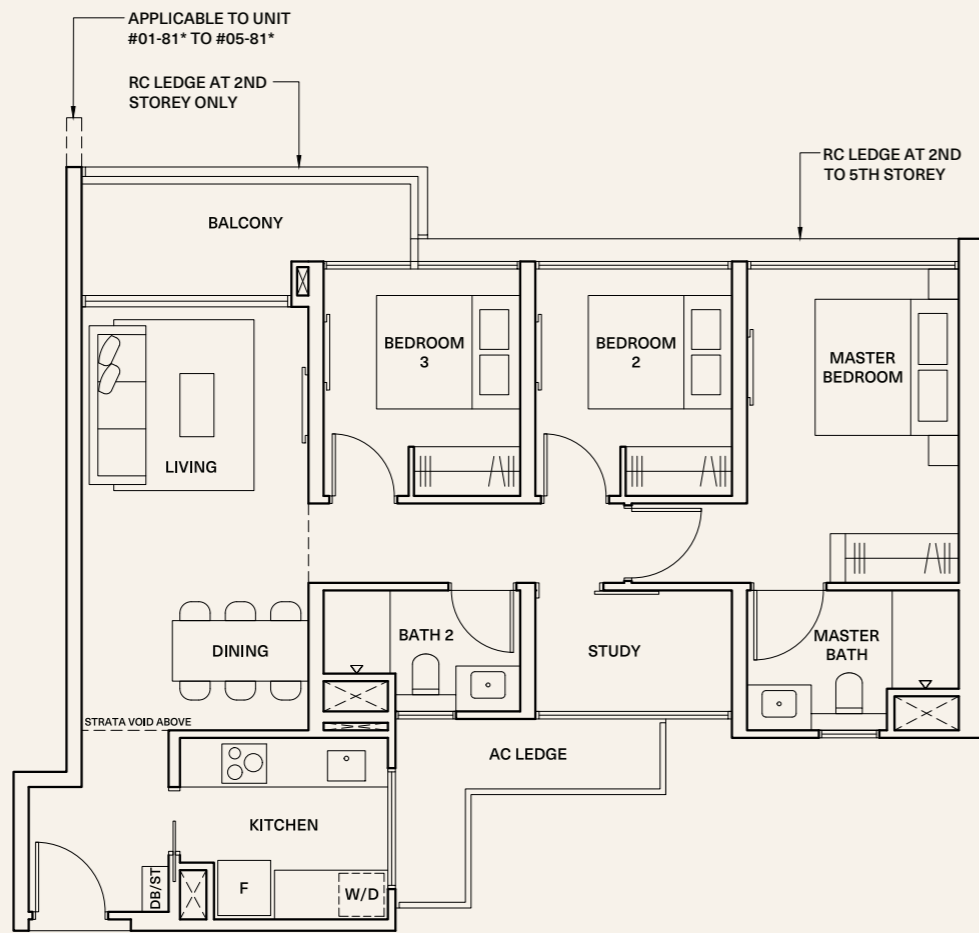 APPLICABLE TO UNIT
#01-81* TO #05-81*
RC LEDGE AT 2ND
STOREY ONLY
RC LEDGE AT 2ND
TO 5TH STOREY
BALCONY
BEDROOM
3
BEDROOM
2
MASTER
BEDROOM
LIVING
DINING
BATH 2
STUDY
MASTER
BATH
STRATA VOID ABOVE
AC LEDGE
KITCHEN
DB/ST
F
W/D